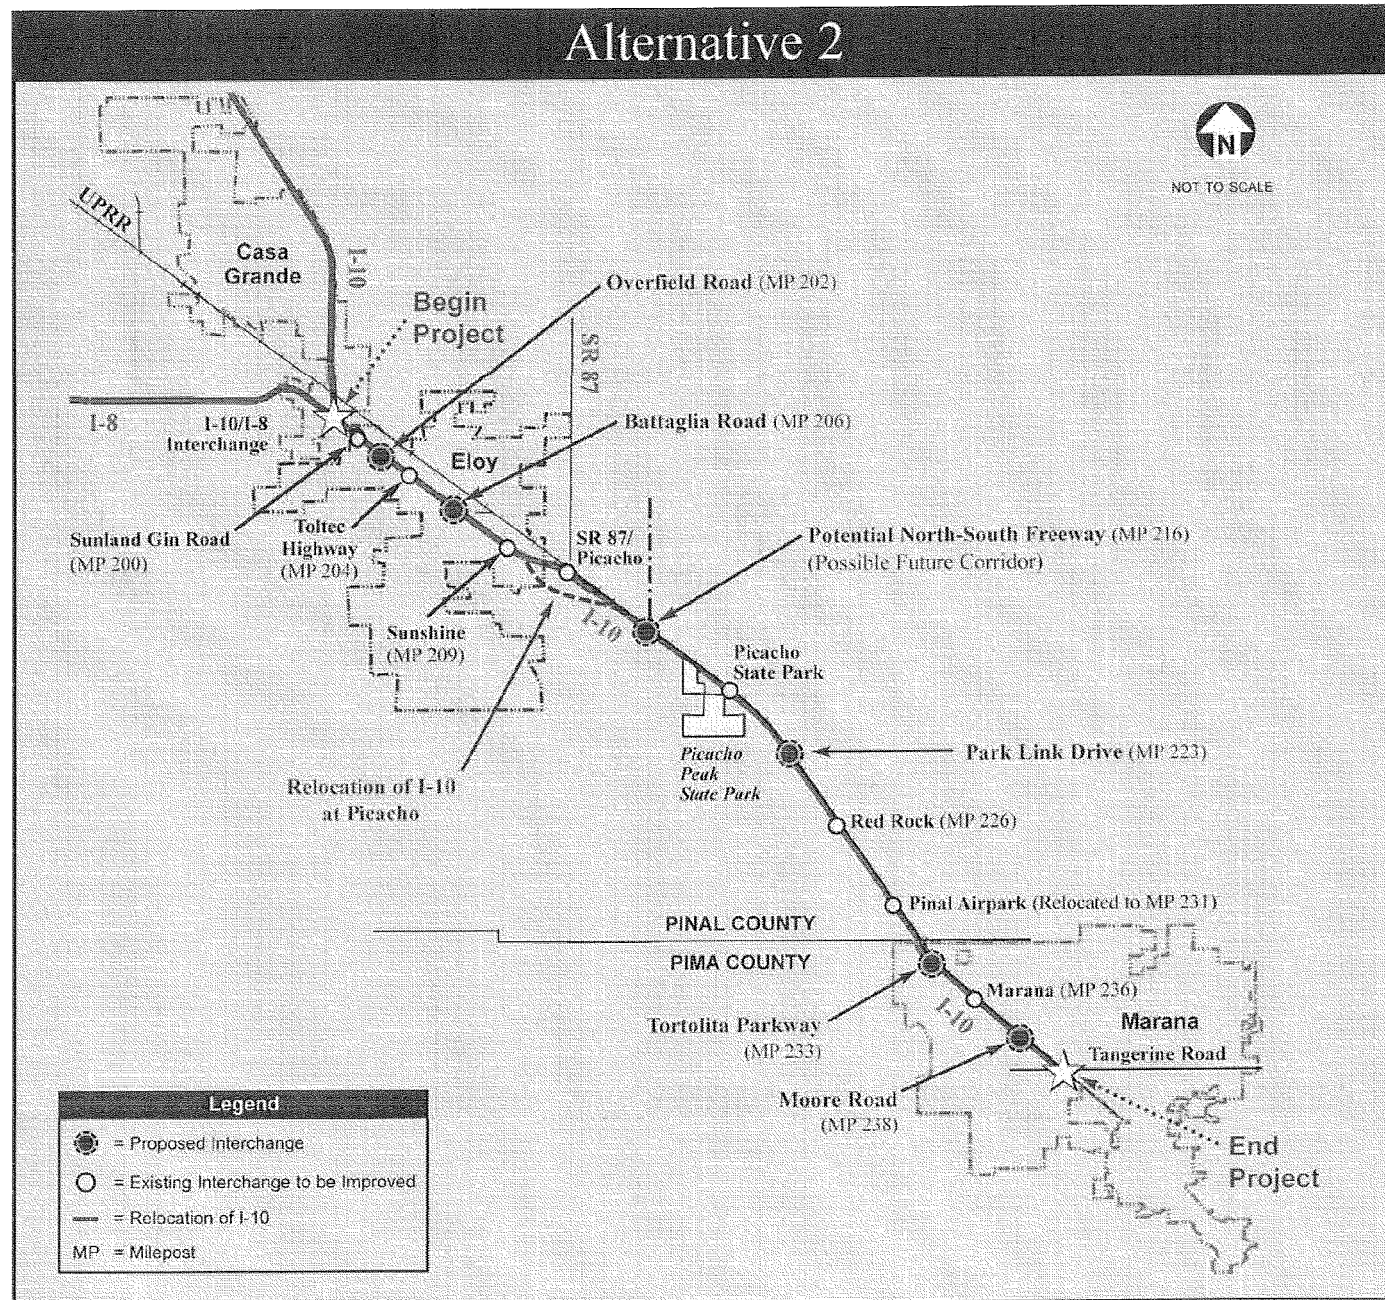 Alternative 2
N
NOT TO SCALE
UPRR
Casa
Grande
I-10
Begin
Project
Overfield Road (MP 202)
SR 87
I-8
I-10/I-8
Interchange
Battaglia Road (MP 206)
Eloy
Sunland Gin Road
(MP 200)
Toltec
Highway
(MP 204)
SR 87/
Picacho
Potential North-South Freeway (MP 216)
(Possible Future Corridor)
Sunshine
(MP 209)
I-10
Picacho
State Park
Picacho
Peak
State Park
Park Link Drive (MP 223)
Relocation of I-10
at Picacho
Red Rock (MP 226)
Pinal Airpark (Relocated to MP 231)
PINAL COUNTY
PIMA COUNTY
Marana (MP 236)
I-10
Tortolita Parkway
(MP 233)
Marana
Tangerine Road
Moore Road
(MP 238)
End
Project
Legend
= Proposed Interchange
= Existing Interchange to be Improved
= Relocation of I-10
MP = Milepost